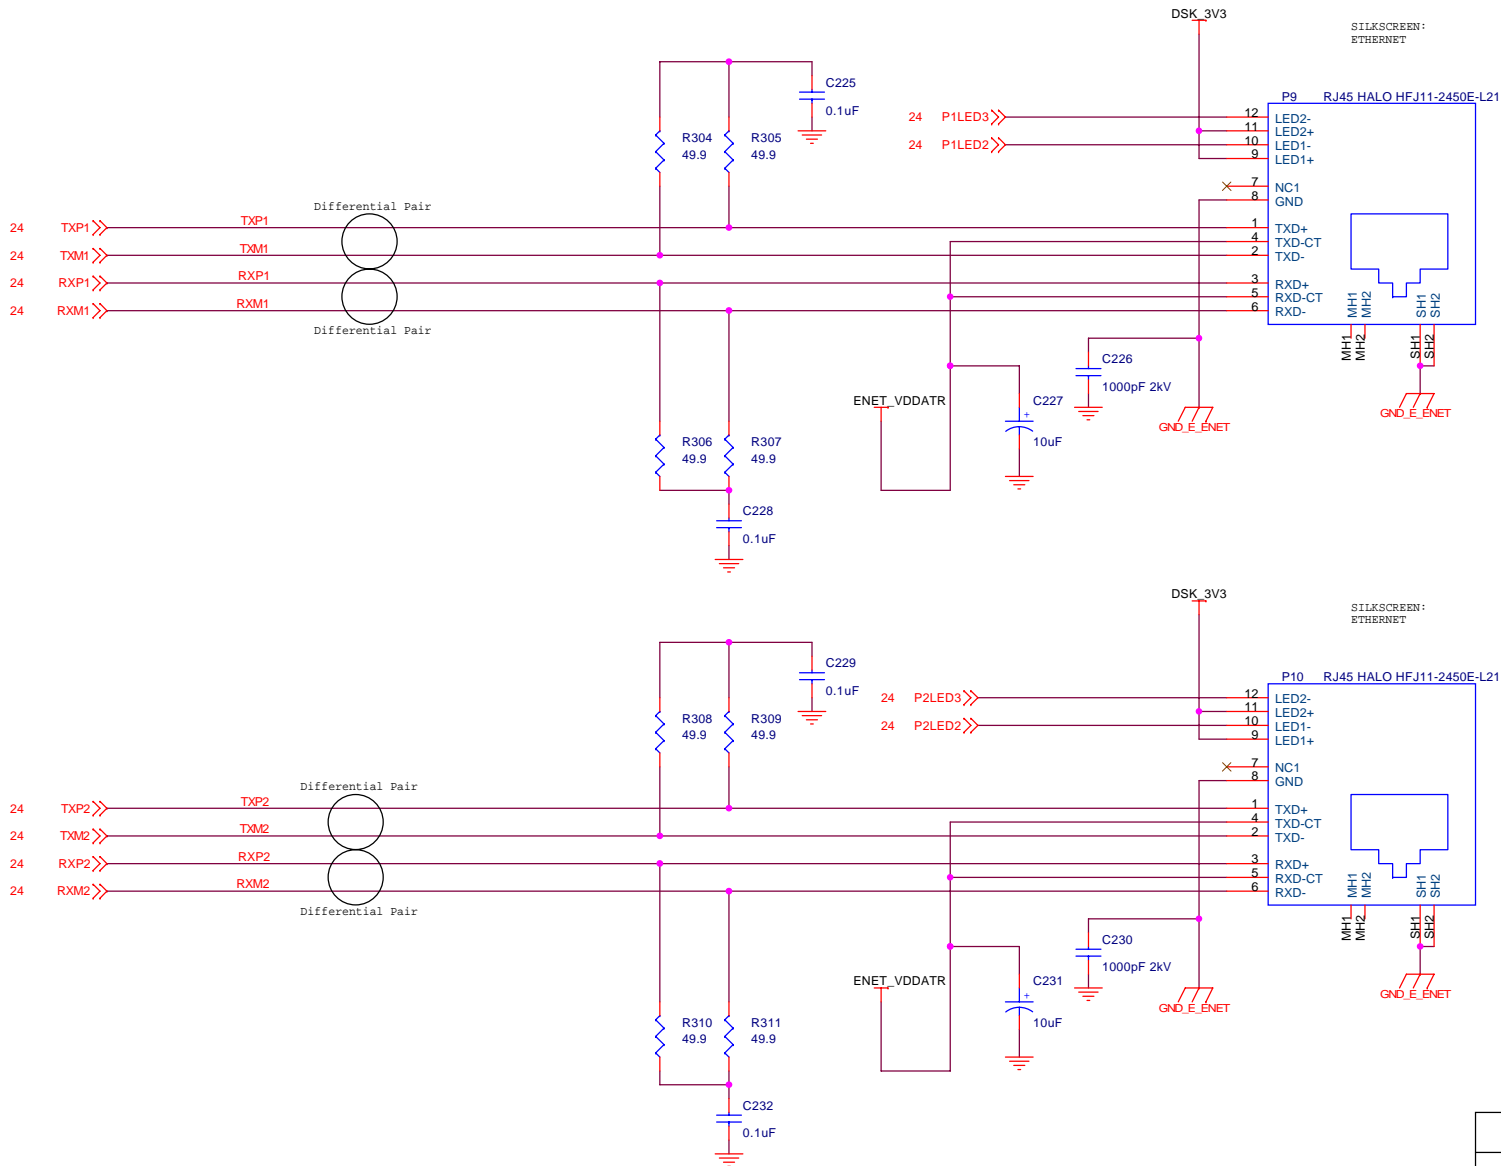 DSK_3V3
SILKSCREEN:
ETHERNET
C225
0.1uF
P9 RJ45 HALO HFJ11-2450E-L21
24 P1LED3 12 LED2-
11 LED2+
24 P1LED2 10 LED1-
9 LED1+
R304
49.9
R305
49.9
7 NC1
8 GND
Differential Pair
24 TXP1 TXP1 1 TXD+
4 TXD-CT
24 TXM1 TXM1 2 TXD-
24 RXP1 RXP1 3 RXD+
5 RXD-CT
24 RXM1 RXM1 6 RXD-
Differential Pair
MH1
MH2
SH1
SH2
MH1
MH2
SH1
SH2
C226
1000pF 2kV
ENET_VDDATR
C227
+
10uF
GND_E_ENET
GND_E_ENET
R306
49.9
R307
49.9
C228
0.1uF
DSK_3V3
SILKSCREEN:
ETHERNET
C229
0.1uF
P10 RJ45 HALO HFJ11-2450E-L21
24 P2LED3 12 LED2-
11 LED2+
24 P2LED2 10 LED1-
9 LED1+
R308
49.9
R309
49.9
7 NC1
8 GND
Differential Pair
24 TXP2 TXP2 1 TXD+
4 TXD-CT
24 TXM2 TXM2 2 TXD-
24 RXP2 RXP2 3 RXD+
5 RXD-CT
24 RXM2 RXM2 6 RXD-
Differential Pair
MH1
MH2
SH1
SH2
MH1
MH2
SH1
SH2
C230
1000pF 2kV
ENET_VDDATR
C231
+
10uF
GND_E_ENET
GND_E_ENET
R310
49.9
R311
49.9
C232
0.1uF